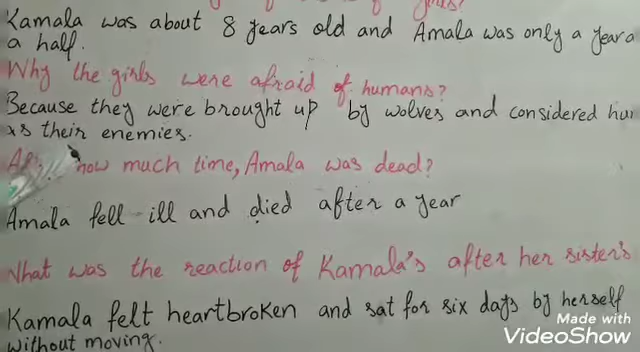 girls?
Kamala was about 8 years old and Amala was only a year a
a half.
Why the girls were afraid of humans?
Because they were brought up by wolves and considered hu
as their enemies.
how much time, Amala was dead?
Amala fell ill and died after a year
What was the reaction of Kamala's after her sister's
Kamala felt heartbroken and sat for six days by herself
without moving.
Made with
VideoShow